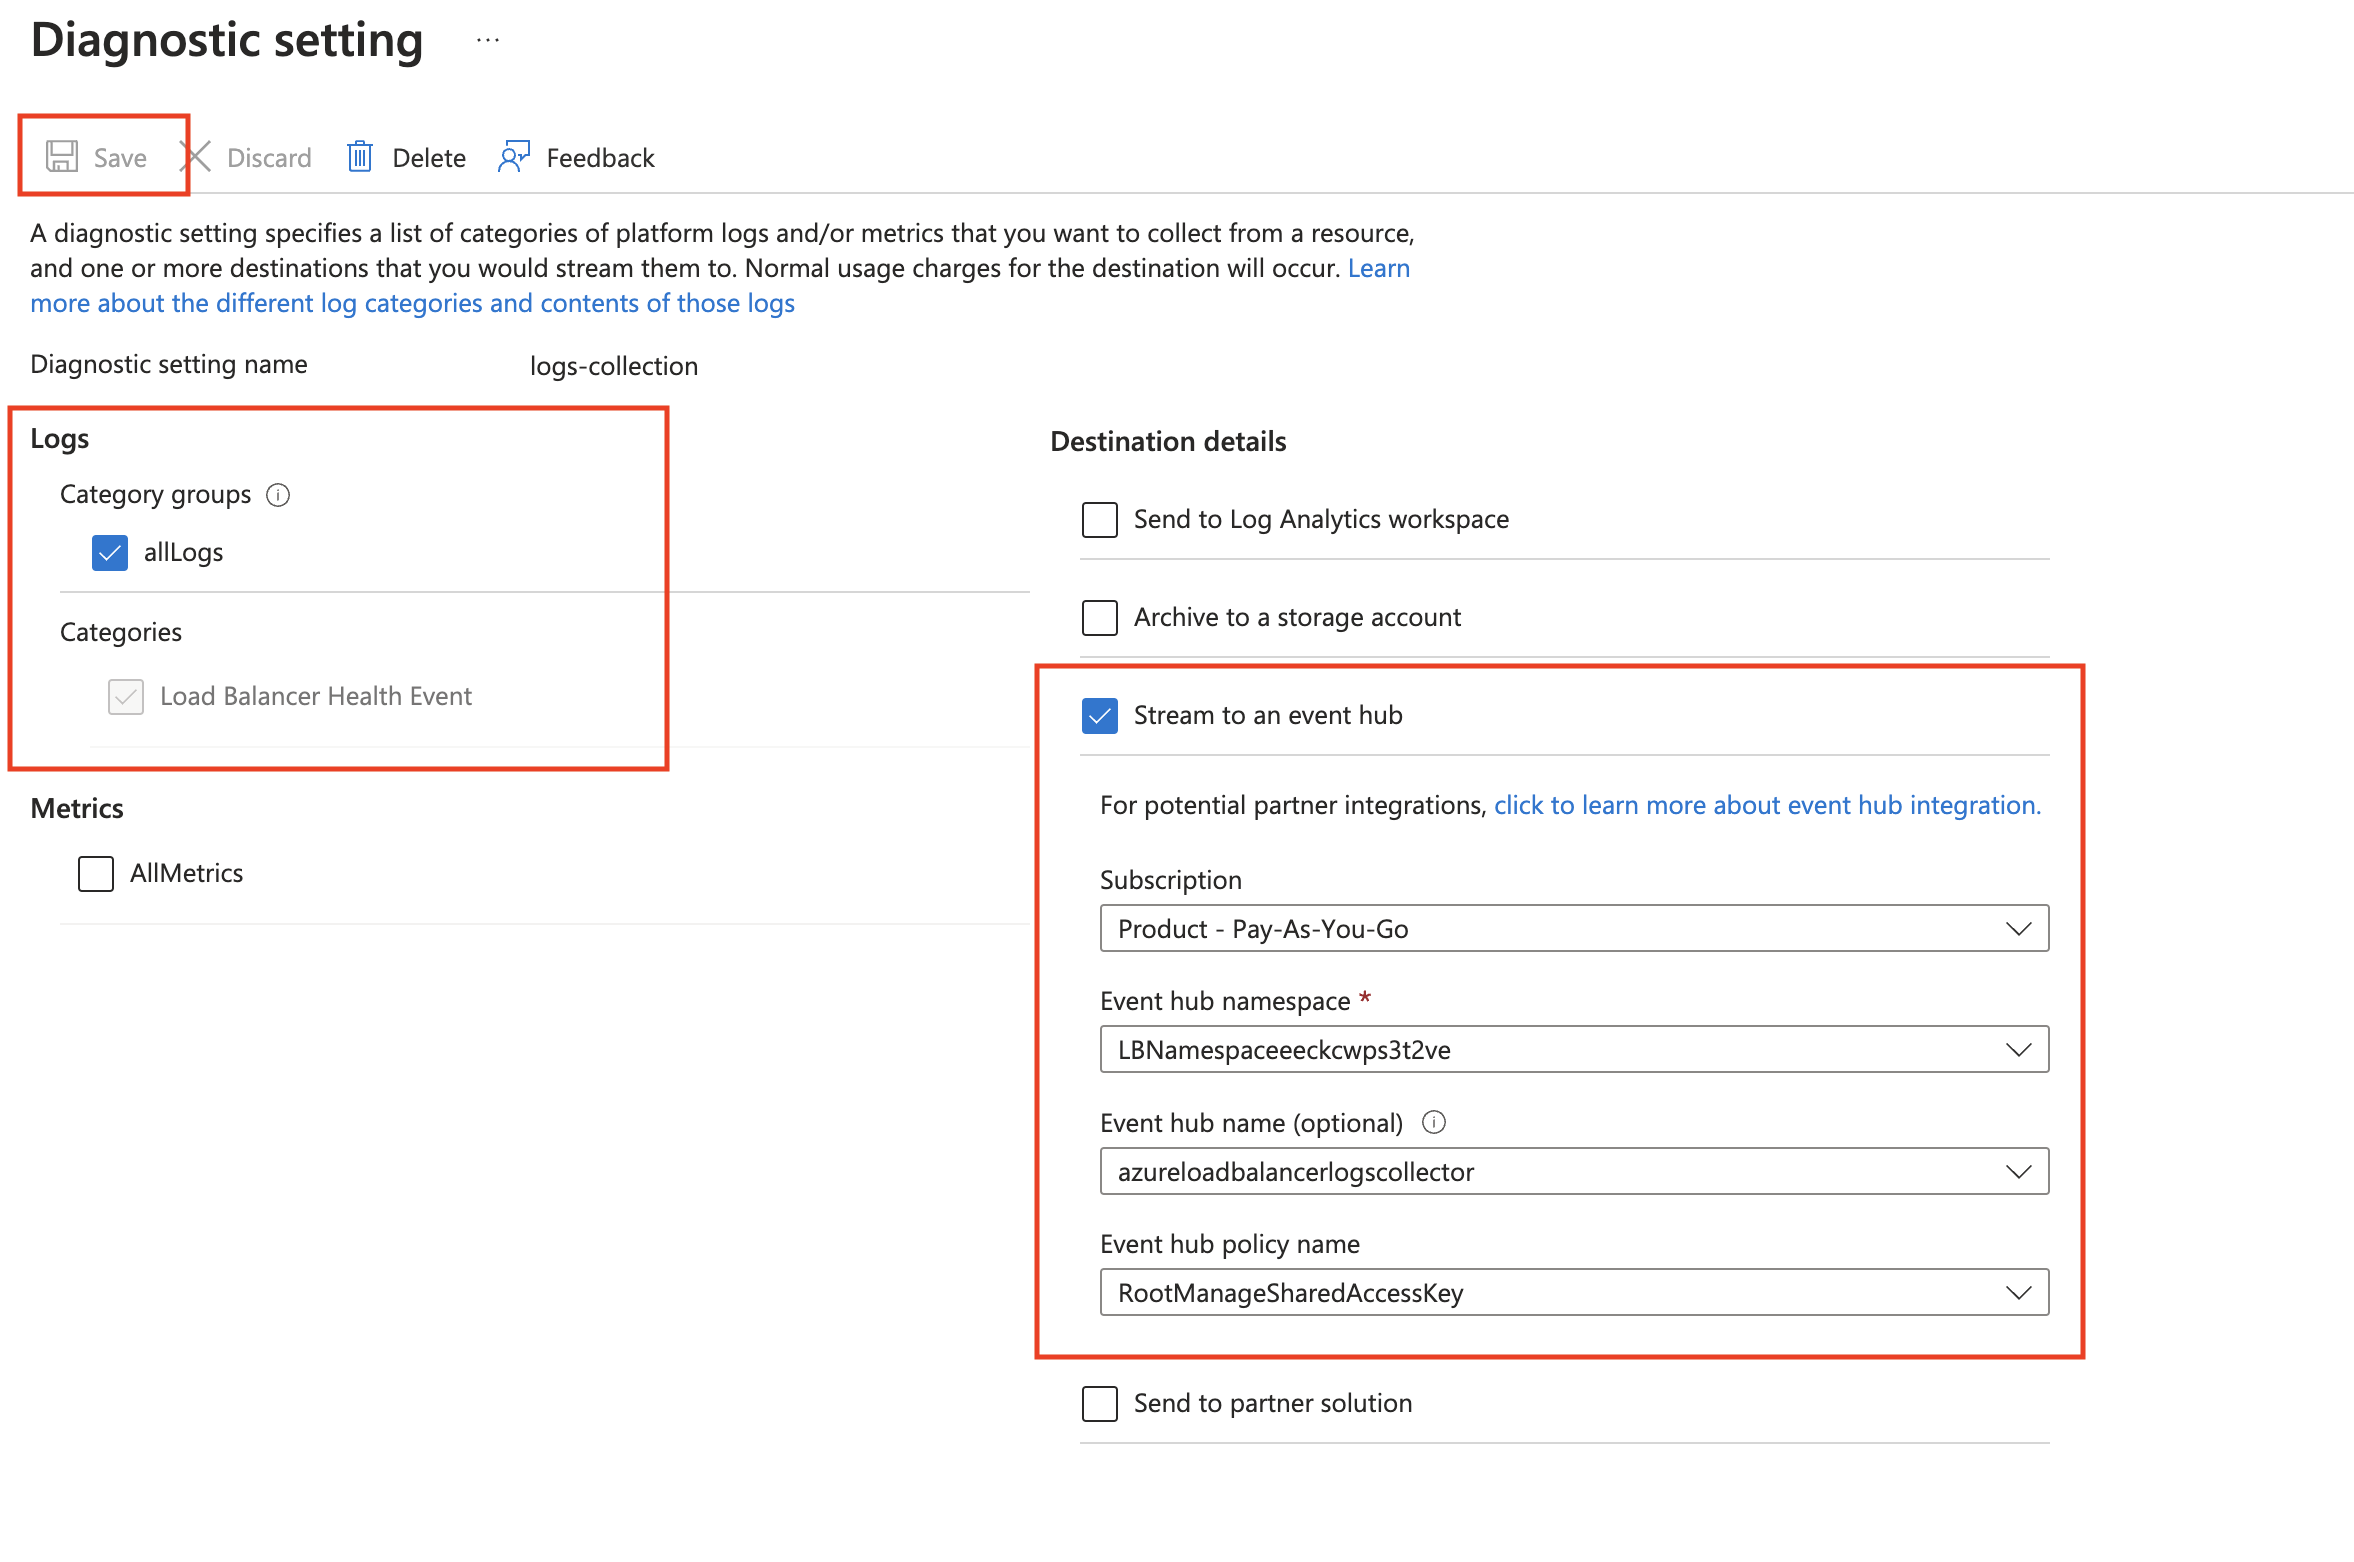 Diagnostic setting ...
Save Discard Delete Feedback
A diagnostic setting specifies a list of categories of platform logs and/or metrics that you want to collect from a resource,
and one or more destinations that you would stream them to. Normal usage charges for the destination will occur. Learn
more about the different log categories and contents of those logs
Diagnostic setting name logs-collection
Logs
Category groups
allLogs
Categories
Load Balancer Health Event
Metrics
AllMetrics
Destination details
Send to Log Analytics workspace
Archive to a storage account
Stream to an event hub
For potential partner integrations, click to learn more about event hub integration.
Subscription
Product - Pay-As-You-Go
Event hub namespace *
LBNamespaceeeckcwps3t2ve
Event hub name (optional)
azureloadbalancerlogscollector
Event hub policy name
RootManageSharedAccessKey
Send to partner solution